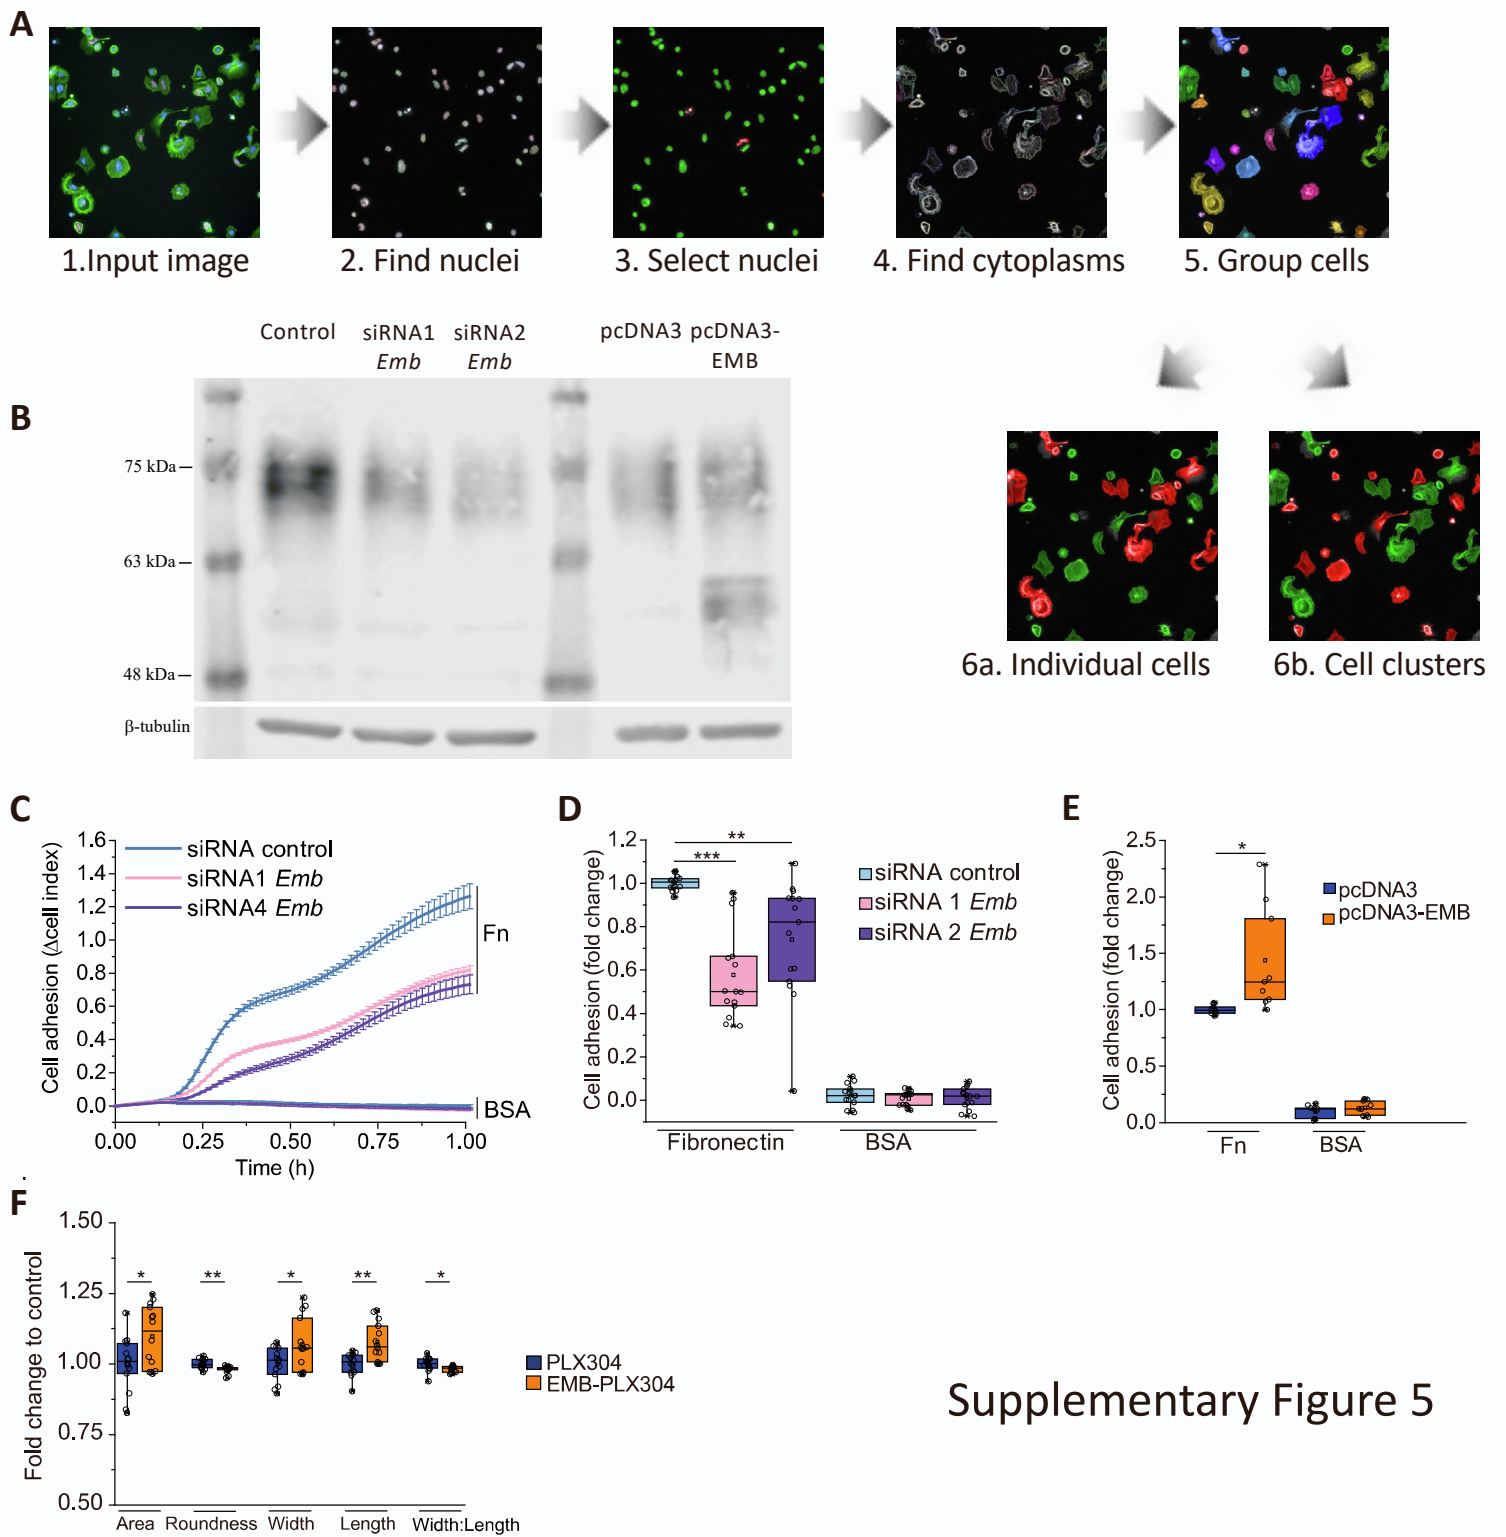 A
1.Input image
2. Find nuclei
3. Select nuclei
4. Find cytoplasms
5. Group cells
6a. Individual cells
6b. Cell clusters
B
Control
siRNA1
Emb
siRNA2
Emb
pcDNA3
pcDNA3-
EMB
75 kDa
63 kDa
48 kDa
β-tubulin
C
Cell adhesion (Δcell index)
1.6
1.4
1.2
1.0
0.8
0.6
0.4
0.2
0.0
siRNA control
siRNA1 Emb
siRNA4 Emb
Fn
BSA
0.00
0.25
0.50
0.75
1.00
Time (h)
D
Cell adhesion (fold change)
1.2
1.0
0.8
0.6
0.4
0.2
0.0
**
***
siRNA control
siRNA 1 Emb
siRNA 2 Emb
Fibronectin
BSA
E
Cell adhesion (fold change)
2.5
2.0
1.5
1.0
0.5
0.0
*
pcDNA3
pcDNA3-EMB
Fn
BSA
F
Fold change to control
1.50
1.25
1.00
0.75
0.50
*
**
*
**
*
PLX304
EMB-PLX304
Area
Roundness
Width
Length
Width:Length
Supplementary Figure 5